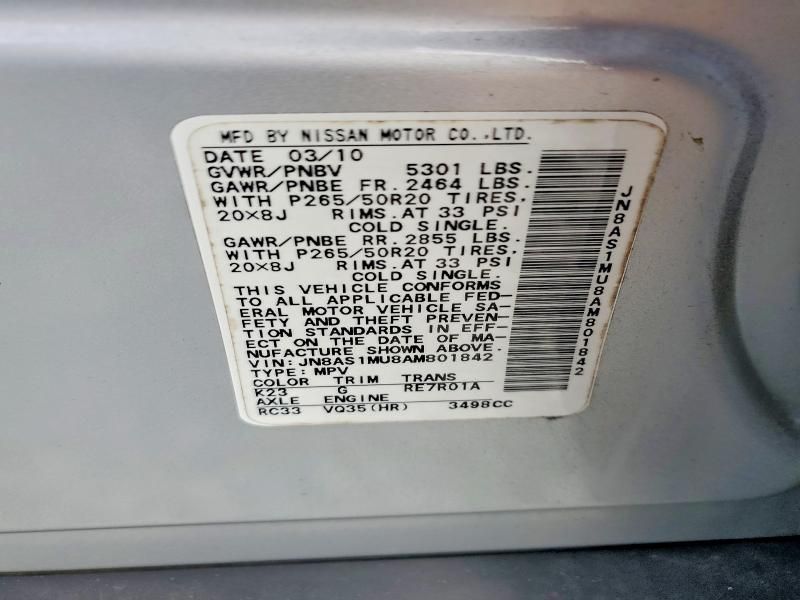 MFD BY NISSAN MOTOR CO.,LTD.
DATE 03/10
GVWR/PNBV 5301 LBS.
GAWR/PNBE FR. 2464 LBS.
WITH P265/50R20 TIRES.
20×8J RIMS. AT 33 PSI
COLD SINGLE.
GAWR/PNBE RR. 2855 LBS.
WITH P265/50R20 TIRES.
20×8J RIMS. AT 33 PSI
COLD SINGLE.
THIS VEHICLE CONFORMS
TO ALL APPLICABLE FED-
ERAL MOTOR VEHICLE SA-
FETY AND THEFT PREVEN-
TION STANDARDS IN EFF-
ECT ON THE DATE OF MA-
NUFACTURE SHOWN ABOVE.
VIN: JN8AS1MU8AM801842
TYPE: MPV
COLOR TRIM TRANS
K23 G RE7R01A
AXLE ENGINE
RC33 VQ35(HR) 3498CC
JN8AS1MU8AM801842